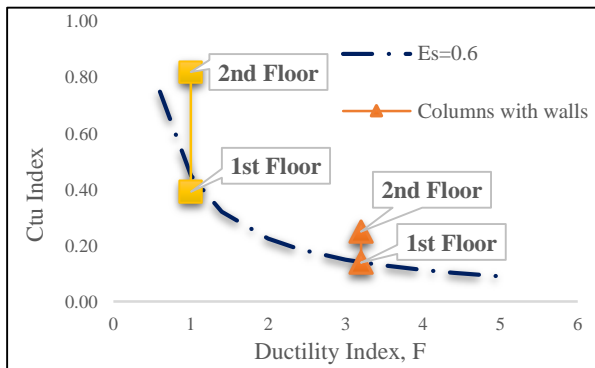 1.00
0.80
0.60
0.40
0.20
0.00
Ctu Index
2nd Floor
1st Floor
Es=0.6
Columns with walls
2nd Floor
1st Floor
0 1 2 3 4 5 6
Ductility Index, F